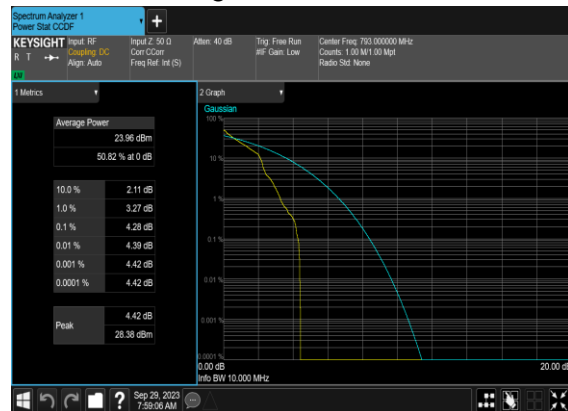 Spectrum Analyzer 1
Power Stat CCDF
KEYSIGHT Input: RF Input Z: 50 Ω Atten: 40 dB Trig: Free Run Center Freq: 793.000000 MHz
R T Coupling: DC Corr CCorr #IF Gain: Low Counts: 1.00 M/1.00 Mpt
Align: Auto Freq Ref: Int (S) Radio Std: None
LXI
1 Metrics
Average Power
23.96 dBm
50.82 % at 0 dB
10.0 % 2.11 dB
1.0 % 3.27 dB
0.1 % 4.28 dB
0.01 % 4.39 dB
0.001 % 4.42 dB
0.0001 % 4.42 dB
Peak 4.42 dB
28.38 dBm
2 Graph
Gaussian
100 %
10 %
1 %
0.1 %
0.01 %
0.001 %
0.0001 %
0.00 dB 20.00 dB
Info BW 10.000 MHz
Sep 29, 2023
7:59:06 AM